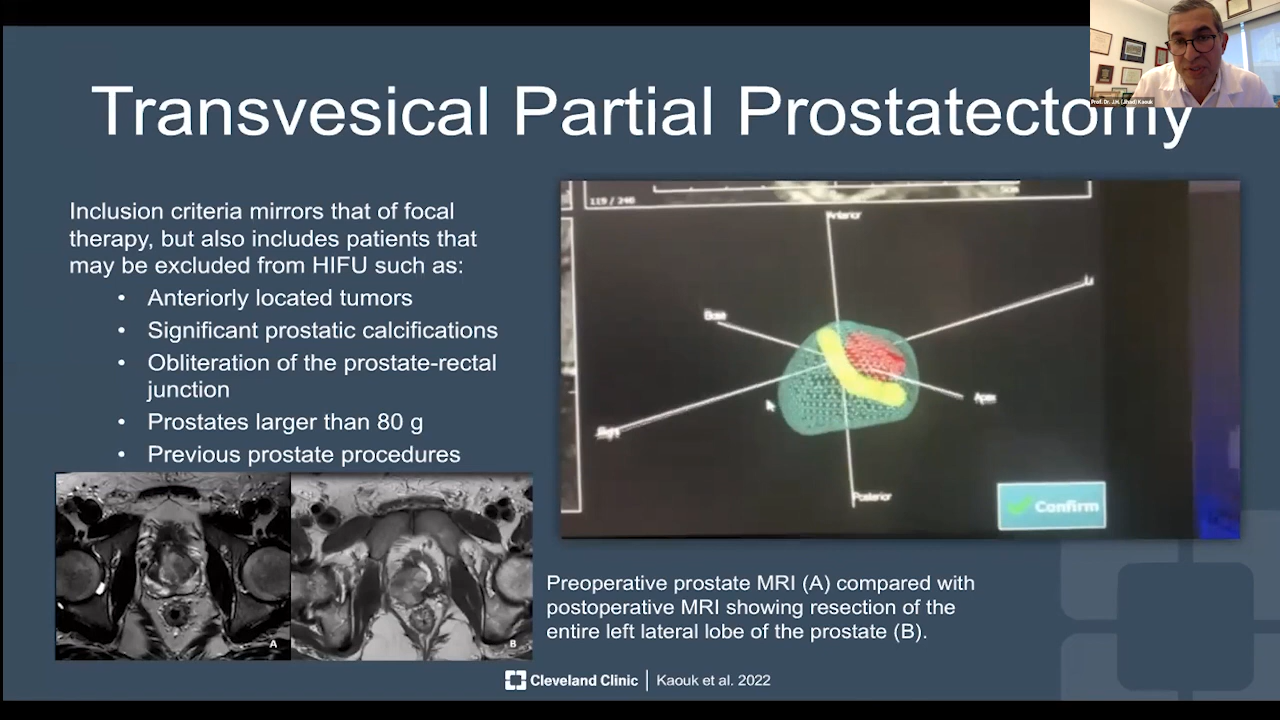 Prof. Dr. J.H. (Jihad) Kaouk
Transvesical Partial Prostatectomy
Inclusion criteria mirrors that of focal
therapy, but also includes patients that
may be excluded from HIFU such as:
• Anteriorly located tumors
• Significant prostatic calcifications
• Obliteration of the prostate-rectal
junction
• Prostates larger than 80 g
• Previous prostate procedures
119 / 240
5cm
Anterior
Base
Apex
Right
Posterior
Confirm
A
B
Preoperative prostate MRI (A) compared with
postoperative MRI showing resection of the
entire left lateral lobe of the prostate (B).
Cleveland Clinic | Kaouk et al. 2022